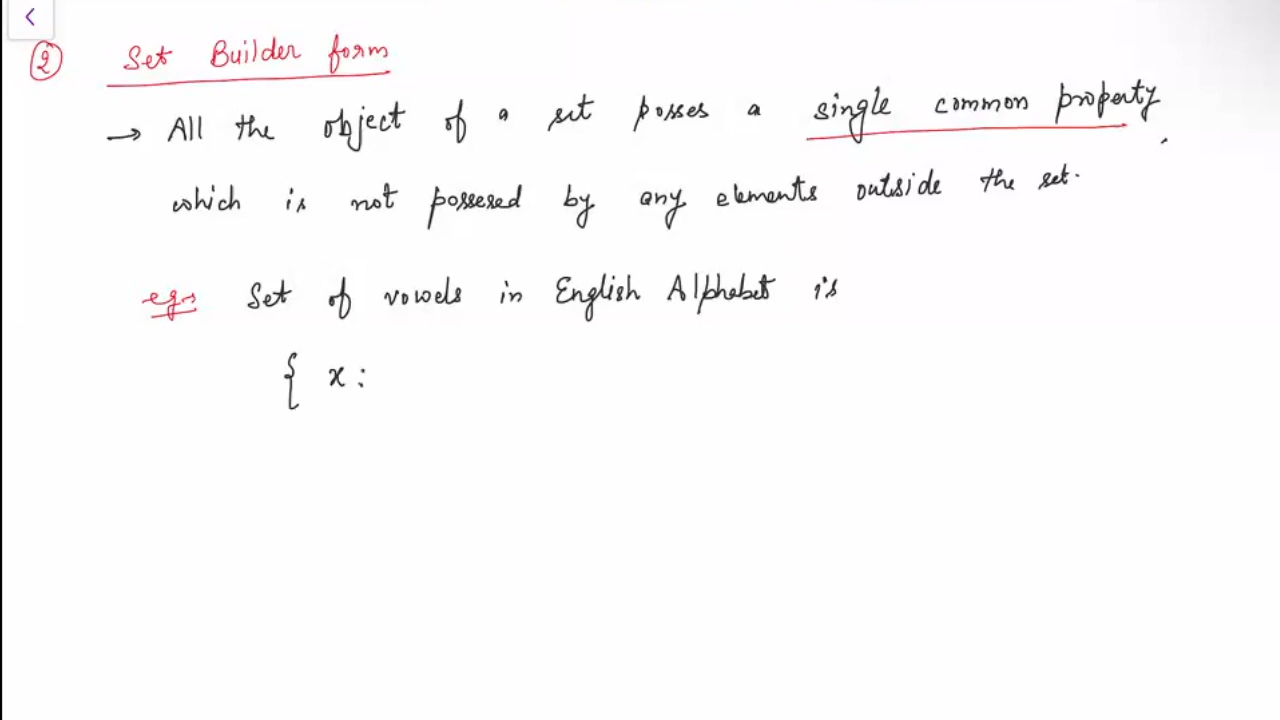 ② Set Builder form
→ All the object of a set posses a single common property
which is not possesed by any elements outside the set.
eg→ Set of vowels in English Alphabet is
{ x :